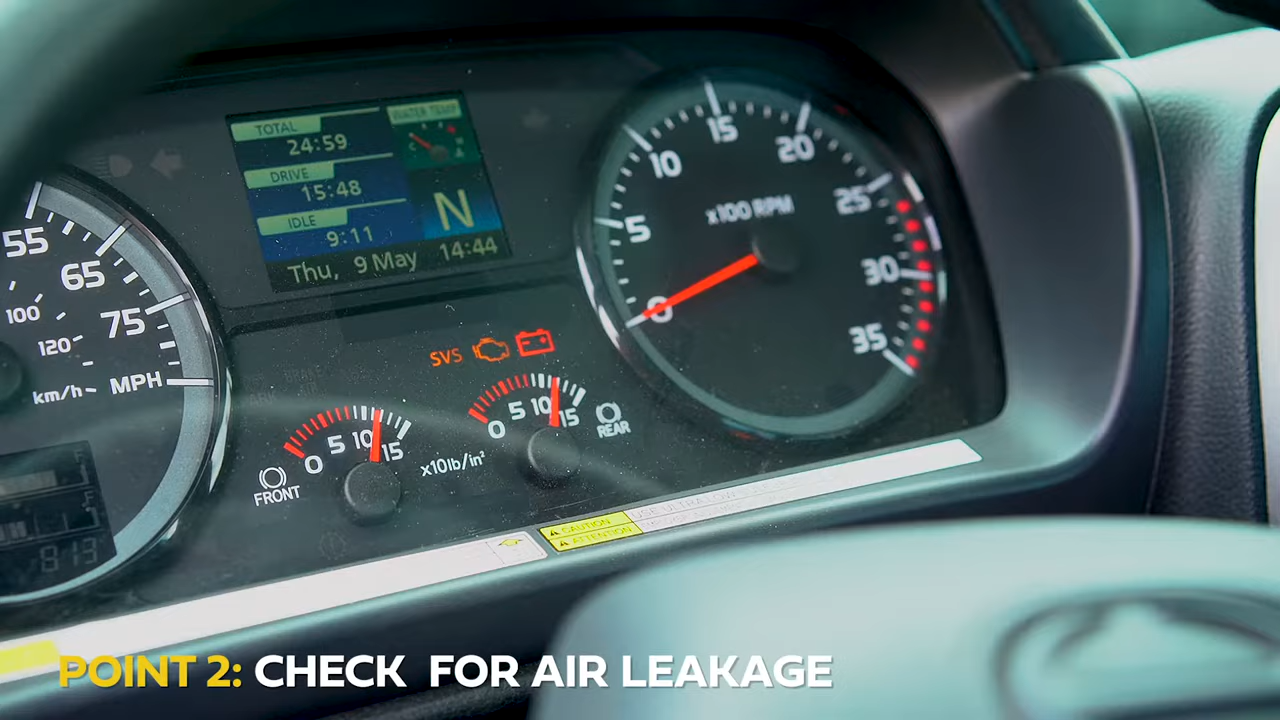 TOTAL
24:59
DRIVE
15:48
IDLE
9:11
Thu, 9 May 14:44
WATER TEMP
N
55
65
75
100
120
km/h
MPH
813
0
5
10
15
20
25
30
35
x100 RPM
SVS
0
5
10
15
FRONT
x10lb/in²
0
5
10
15
REAR
CAUTION
ATTENTION
POINT 2: CHECK FOR AIR LEAKAGE